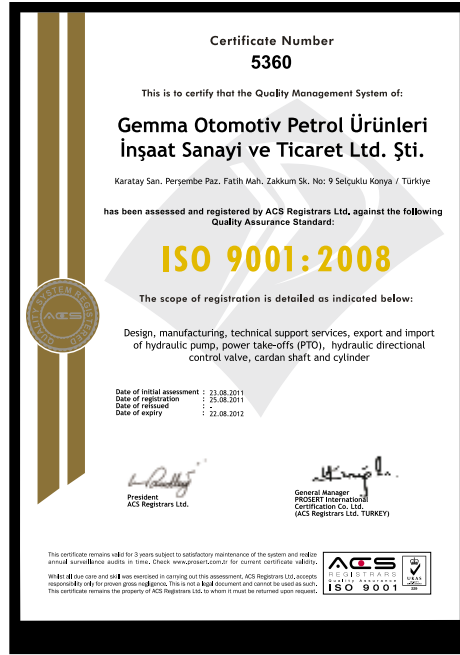 Certificate Number
5360
This is to certify that the Quality Management System of:
Gemma Otomotiv Petrol Ürünleri
İnşaat Sanayi ve Ticaret Ltd. Şti.
Karatay San. Perşembe Paz. Fatih Mah. Zakkum Sk. No: 9 Selçuklu Konya / Türkiye
has been assessed and registered by ACS Registrars Ltd. against the following
Quality Assurance Standard:
ISO 9001:2008
The scope of registration is detailed as indicated below:
QUALITY SYSTEM REGISTERED
ACS
Design, manufacturing, technical support services, export and import
of hydraulic pump, power take-offs (PTO), hydraulic directional
control valve, cardan shaft and cylinder
Date of initial assessment : 23.08.2011
Date of registration : 25.08.2011
Date of reissued : -
Date of expiry : 22.08.2012
President
ACS Registrars Ltd.
General Manager
PROSERT International
Certification Co. Ltd.
(ACS Registrars Ltd. TURKEY)
This certificate remains valid for 3 years subject to satisfactory maintenance of the system and realize
annual surveillance audits in time. Check www.prosert.com.tr for current certificate validity.
Whilst all due care and skill was exercised in carrying out this assessment, ACS Registrars Ltd, accepts
responsibility only for proven gross negligence. This is not a legal document and cannot be used as such.
This certificate remains the property of ACS Registrars Ltd. to whom it must be returned upon request.
ACS
REGISTRARS
Quality Assurance
ISO 9001
UKAS